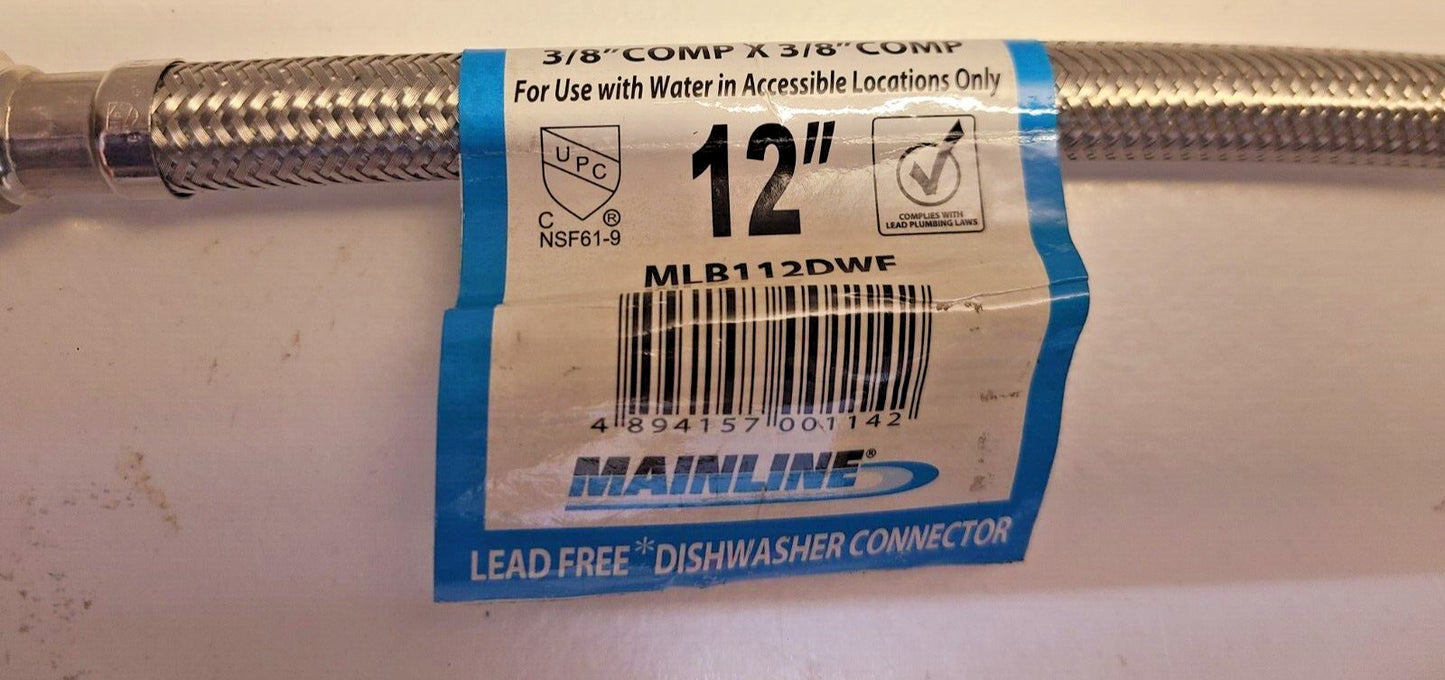 3/8" COMP X 3/8" COMP
For Use with Water in Accessible Locations Only
UPC
C ®
NSF61-9
12"
COMPLIES WITH
LEAD PLUMBING LAWS
MLB112DWF
4 894157 001142
MAINLINE®
LEAD FREE* DISHWASHER CONNECTOR